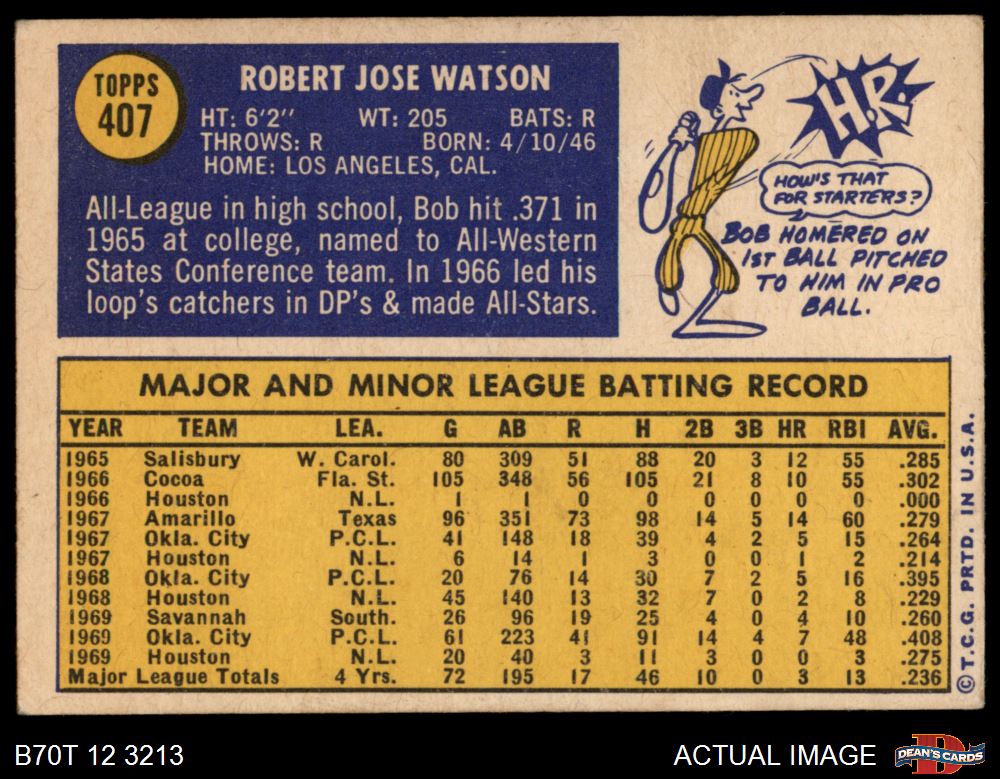 TOPPS
407
ROBERT JOSE WATSON
HT: 6'2" WT: 205 BATS: R
THROWS: R BORN: 4/10/46
HOME: LOS ANGELES, CAL.
All-League in high school, Bob hit .371 in
1965 at college, named to All-Western
States Conference team. In 1966 led his
loop's catchers in DP's & made All-Stars.
H.R.
HOW'S THAT
FOR STARTERS?
BOB HOMERED ON
1ST BALL PITCHED
TO HIM IN PRO
BALL.
MAJOR AND MINOR LEAGUE BATTING RECORD
YEAR TEAM LEA. G AB R H 2B 3B HR RBI AVG.
1965 Salisbury W. Carol. 80 309 51 88 20 3 12 55 .285
1966 Cocoa Fla. St. 105 348 56 105 21 8 10 55 .302
1966 Houston N.L. 1 1 0 0 0 0 0 0 .000
1967 Amarillo Texas 96 351 73 98 14 5 14 60 .279
1967 Okla. City P.C.L. 41 148 18 39 4 2 5 15 .264
1967 Houston N.L. 6 14 1 3 0 0 1 2 .214
1968 Okla. City P.C.L. 20 76 14 30 7 2 5 16 .395
1968 Houston N.L. 45 140 13 32 7 0 2 8 .229
1969 Savannah South. 26 96 19 25 4 0 4 10 .260
1969 Okla. City P.C.L. 61 223 41 91 14 4 7 48 .408
1969 Houston N.L. 20 40 3 11 3 0 0 3 .275
Major League Totals 4 Yrs. 72 195 17 46 10 0 3 13 .236
© T.C.G. PRTD. IN U.S.A.
B70T 12 3213
ACTUAL IMAGE
D
DEAN'S CARDS